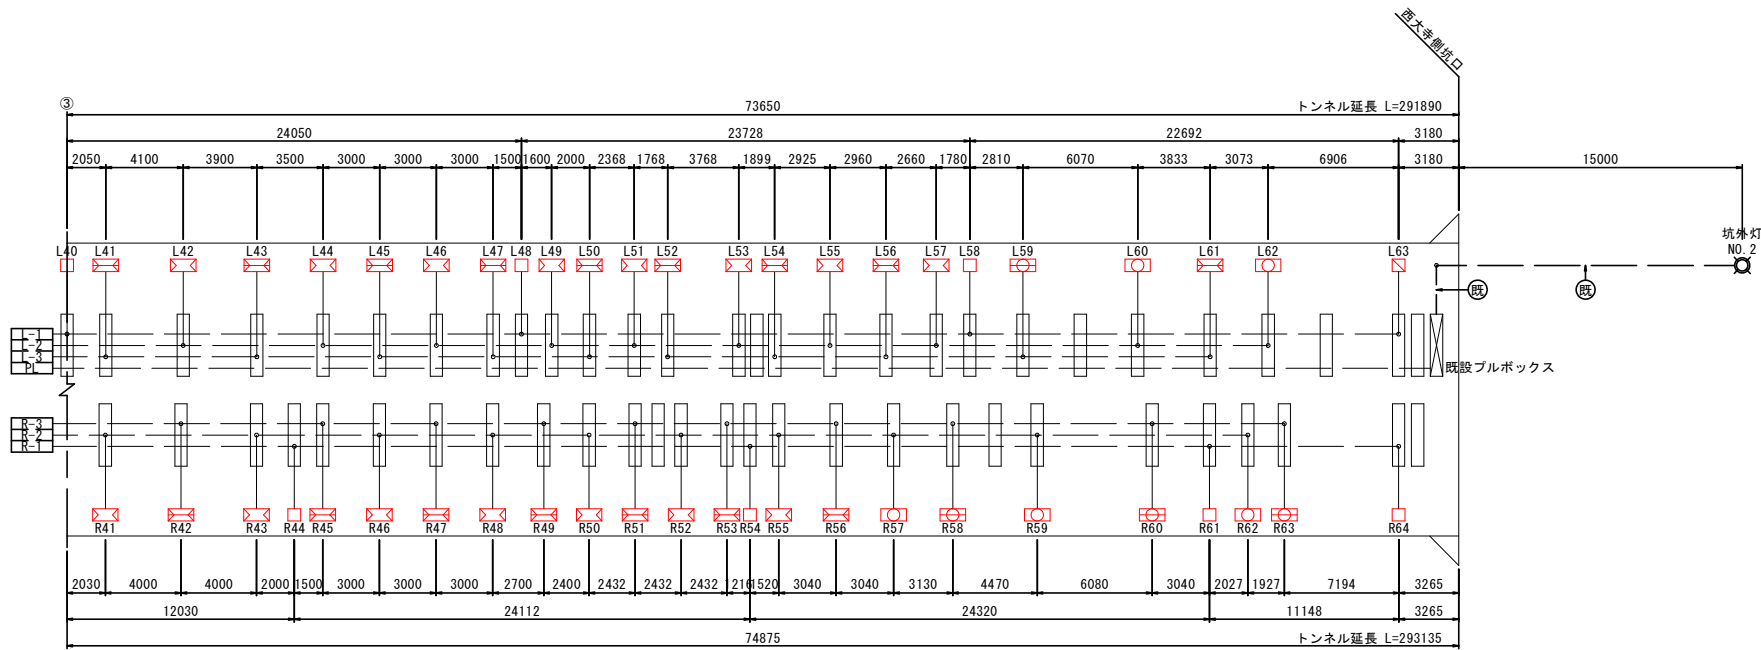 西大寺側坑口
③
73650
トンネル延長 L=291890
24050 23728 22692 3180
2050 4100 3900 3500 3000 3000 3000 1500 1600 2000 2368 1768 3768 1899 2925 2960 2660 1780 2810 6070 3833 3073 6906 3180 15000
L40 L41 L42 L43 L44 L45 L46 L47 L48 L49 L50 L51 L52 L53 L54 L55 L56 L57 L58 L59 L60 L61 L62 L63
坑外灯
NO.2
既 既
L-1
L-2
L-3
PL
既設プルボックス
R-3
R-2
R-1
R41 R42 R43 R44 R45 R46 R47 R48 R49 R50 R51 R52 R53 R54 R55 R56 R57 R58 R59 R60 R61 R62 R63 R64
2030 4000 4000 2000 1500 3000 3000 3000 2700 2400 2432 2432 2432 1216 1520 3040 3040 3130 4470 6080 3040 2027 1927 7194 3265
12030 24112 24320 11148 3265
74875
トンネル延長 L=293135